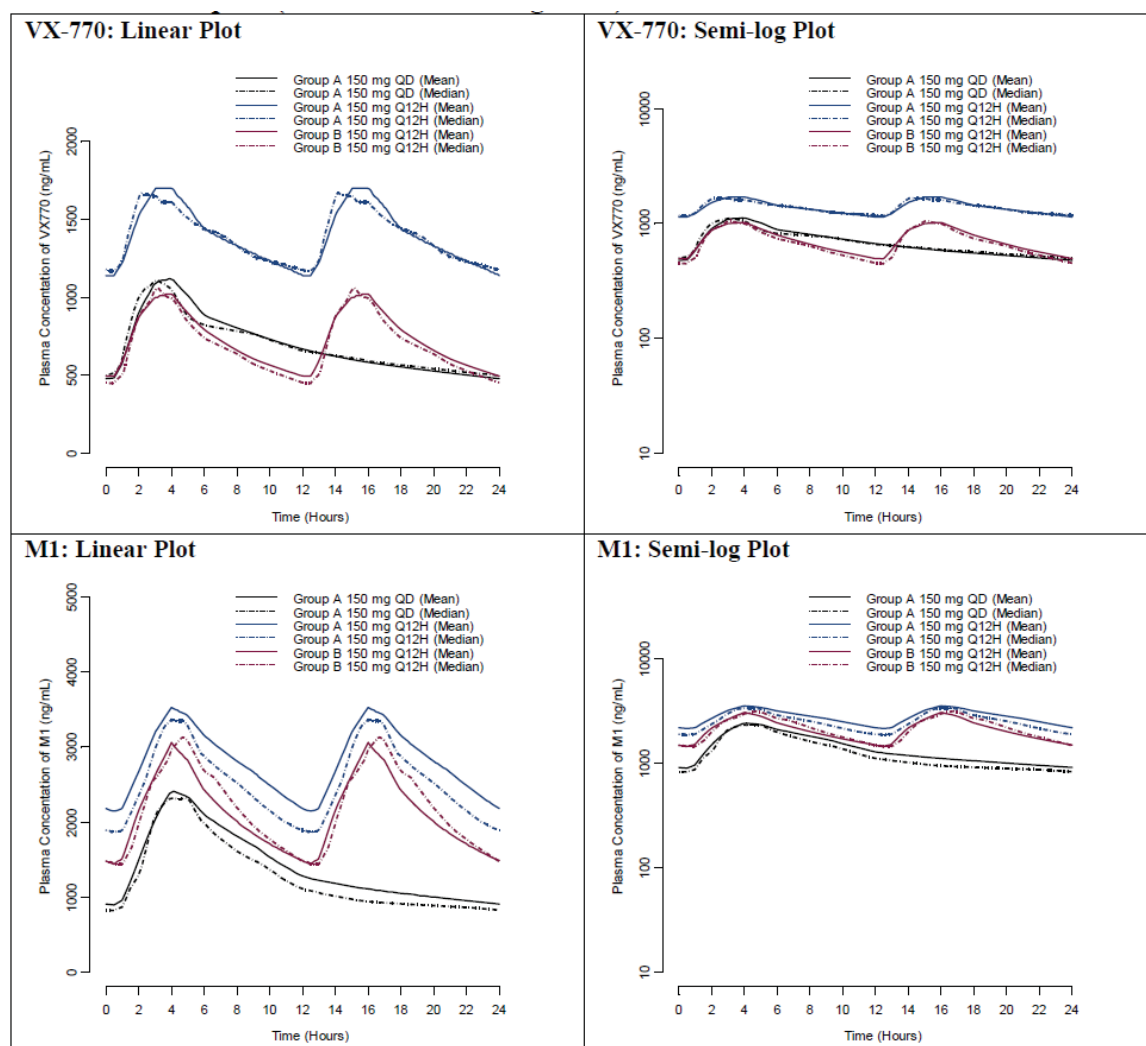 VX-770: Linear Plot
Group A 150 mg QD (Mean)
Group A 150 mg QD (Median)
Group A 150 mg Q12H (Mean)
Group A 150 mg Q12H (Median)
Group B 150 mg Q12H (Mean)
Group B 150 mg Q12H (Median)
Plasma Concentration of VX770 (ng/mL)
2000
1500
1000
500
0
0 2 4 6 8 10 12 14 16 18 20 22 24
Time (Hours)
VX-770: Semi-log Plot
Group A 150 mg QD (Mean)
Group A 150 mg QD (Median)
Group A 150 mg Q12H (Mean)
Group A 150 mg Q12H (Median)
Group B 150 mg Q12H (Mean)
Group B 150 mg Q12H (Median)
Plasma Concentration of VX770 (ng/mL)
10000
1000
100
10
0 2 4 6 8 10 12 14 16 18 20 22 24
Time (Hours)
M1: Linear Plot
Group A 150 mg QD (Mean)
Group A 150 mg QD (Median)
Group A 150 mg Q12H (Mean)
Group A 150 mg Q12H (Median)
Group B 150 mg Q12H (Mean)
Group B 150 mg Q12H (Median)
Plasma Concentration of M1 (ng/mL)
5000
4000
3000
2000
1000
0
0 2 4 6 8 10 12 14 16 18 20 22 24
Time (Hours)
M1: Semi-log Plot
Group A 150 mg QD (Mean)
Group A 150 mg QD (Median)
Group A 150 mg Q12H (Mean)
Group A 150 mg Q12H (Median)
Group B 150 mg Q12H (Mean)
Group B 150 mg Q12H (Median)
Plasma Concentration of M1 (ng/mL)
10000
1000
100
10
0 2 4 6 8 10 12 14 16 18 20 22 24
Time (Hours)